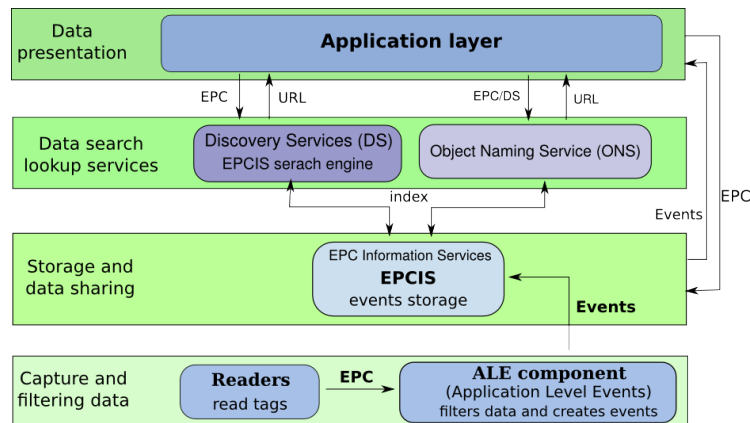 Data
presentation
Application layer
EPC
URL
EPC/DS
URL
Data search
lookup services
Discovery Services (DS)
EPCIS serach engine
Object Naming Service (ONS)
index
EPC
Events
Storage and
data sharing
EPC Information Services
EPCIS
events storage
Events
Capture and
filtering data
Readers
read tags
EPC
ALE component
(Application Level Events)
filters data and creates events